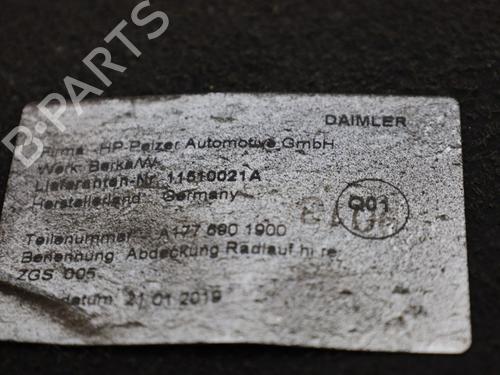 B-PARTS
DAIMLER
Firma HP-Pelzer Automotive GmbH
Werk Berka/W.
Lieferanten-Nr. 11510021A
Herstellerland Germany
Q01
Teilenummer A177 690 1900
Benennung Abdeckung Radlauf hi re
ZGS 005
datum 21.01.2019